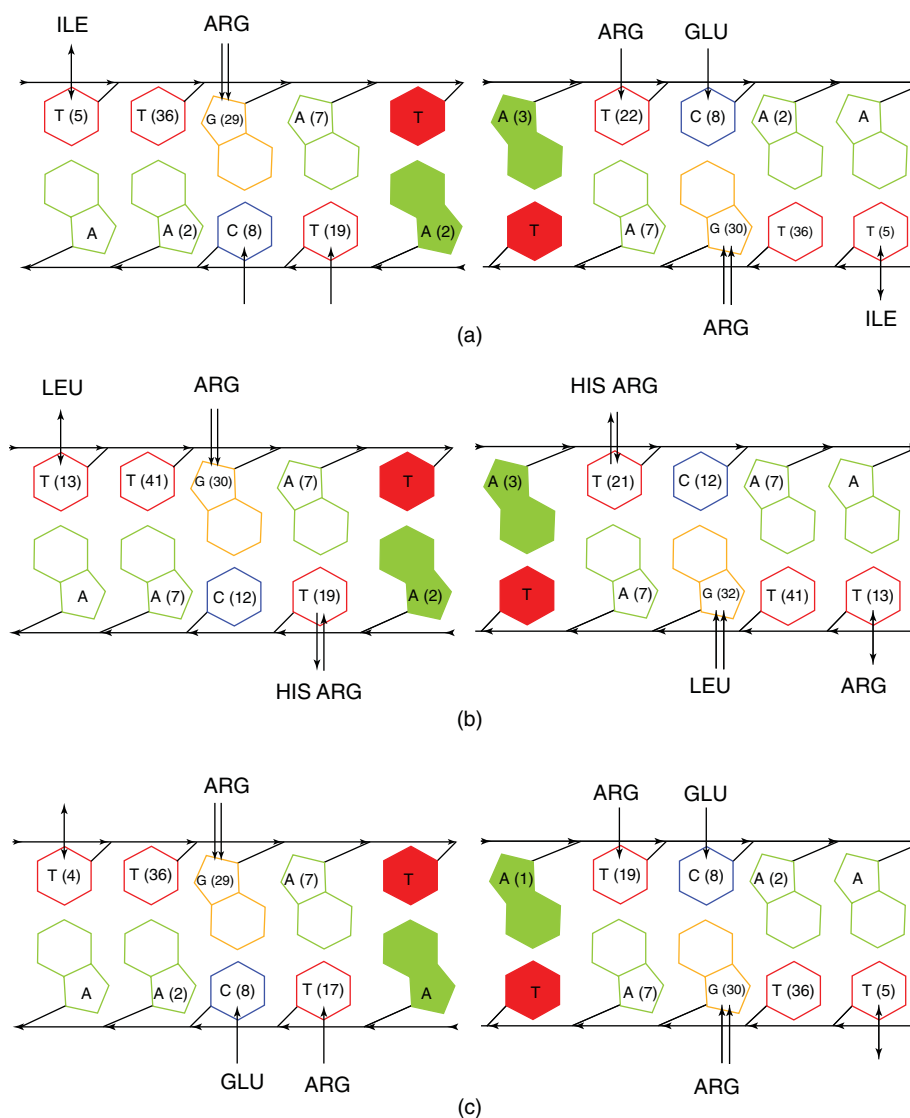 ILE ARG ARG GLU
T (5) T (36) G (29) A (7) T A (3) T (22) C (8) A (2) A
A A (2) C (8) T (19) A (2) T A (7) G (30) T (36) T (5)
ARG ILE
(a)
LEU ARG HIS ARG
T (13) T (41) G (30) A (7) T A (3) T (21) C (12) A (7) A
A A (7) C (12) T (19) A (2) T A (7) G (32) T (41) T (13)
HIS ARG LEU ARG
(b)
ARG ARG GLU
T (4) T (36) G (29) A (7) T A (1) T (19) C (8) A (2) A
A A (2) C (8) T (17) A T A (7) G (30) T (36) T (5)
GLU ARG ARG
(c)